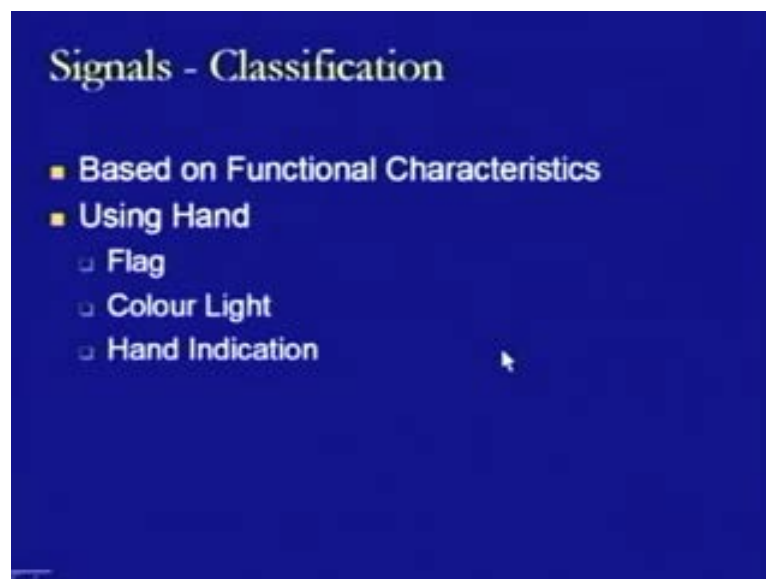 Signals - Classification
Based on Functional Characteristics
Using Hand
Flag
Colour Light
Hand Indication